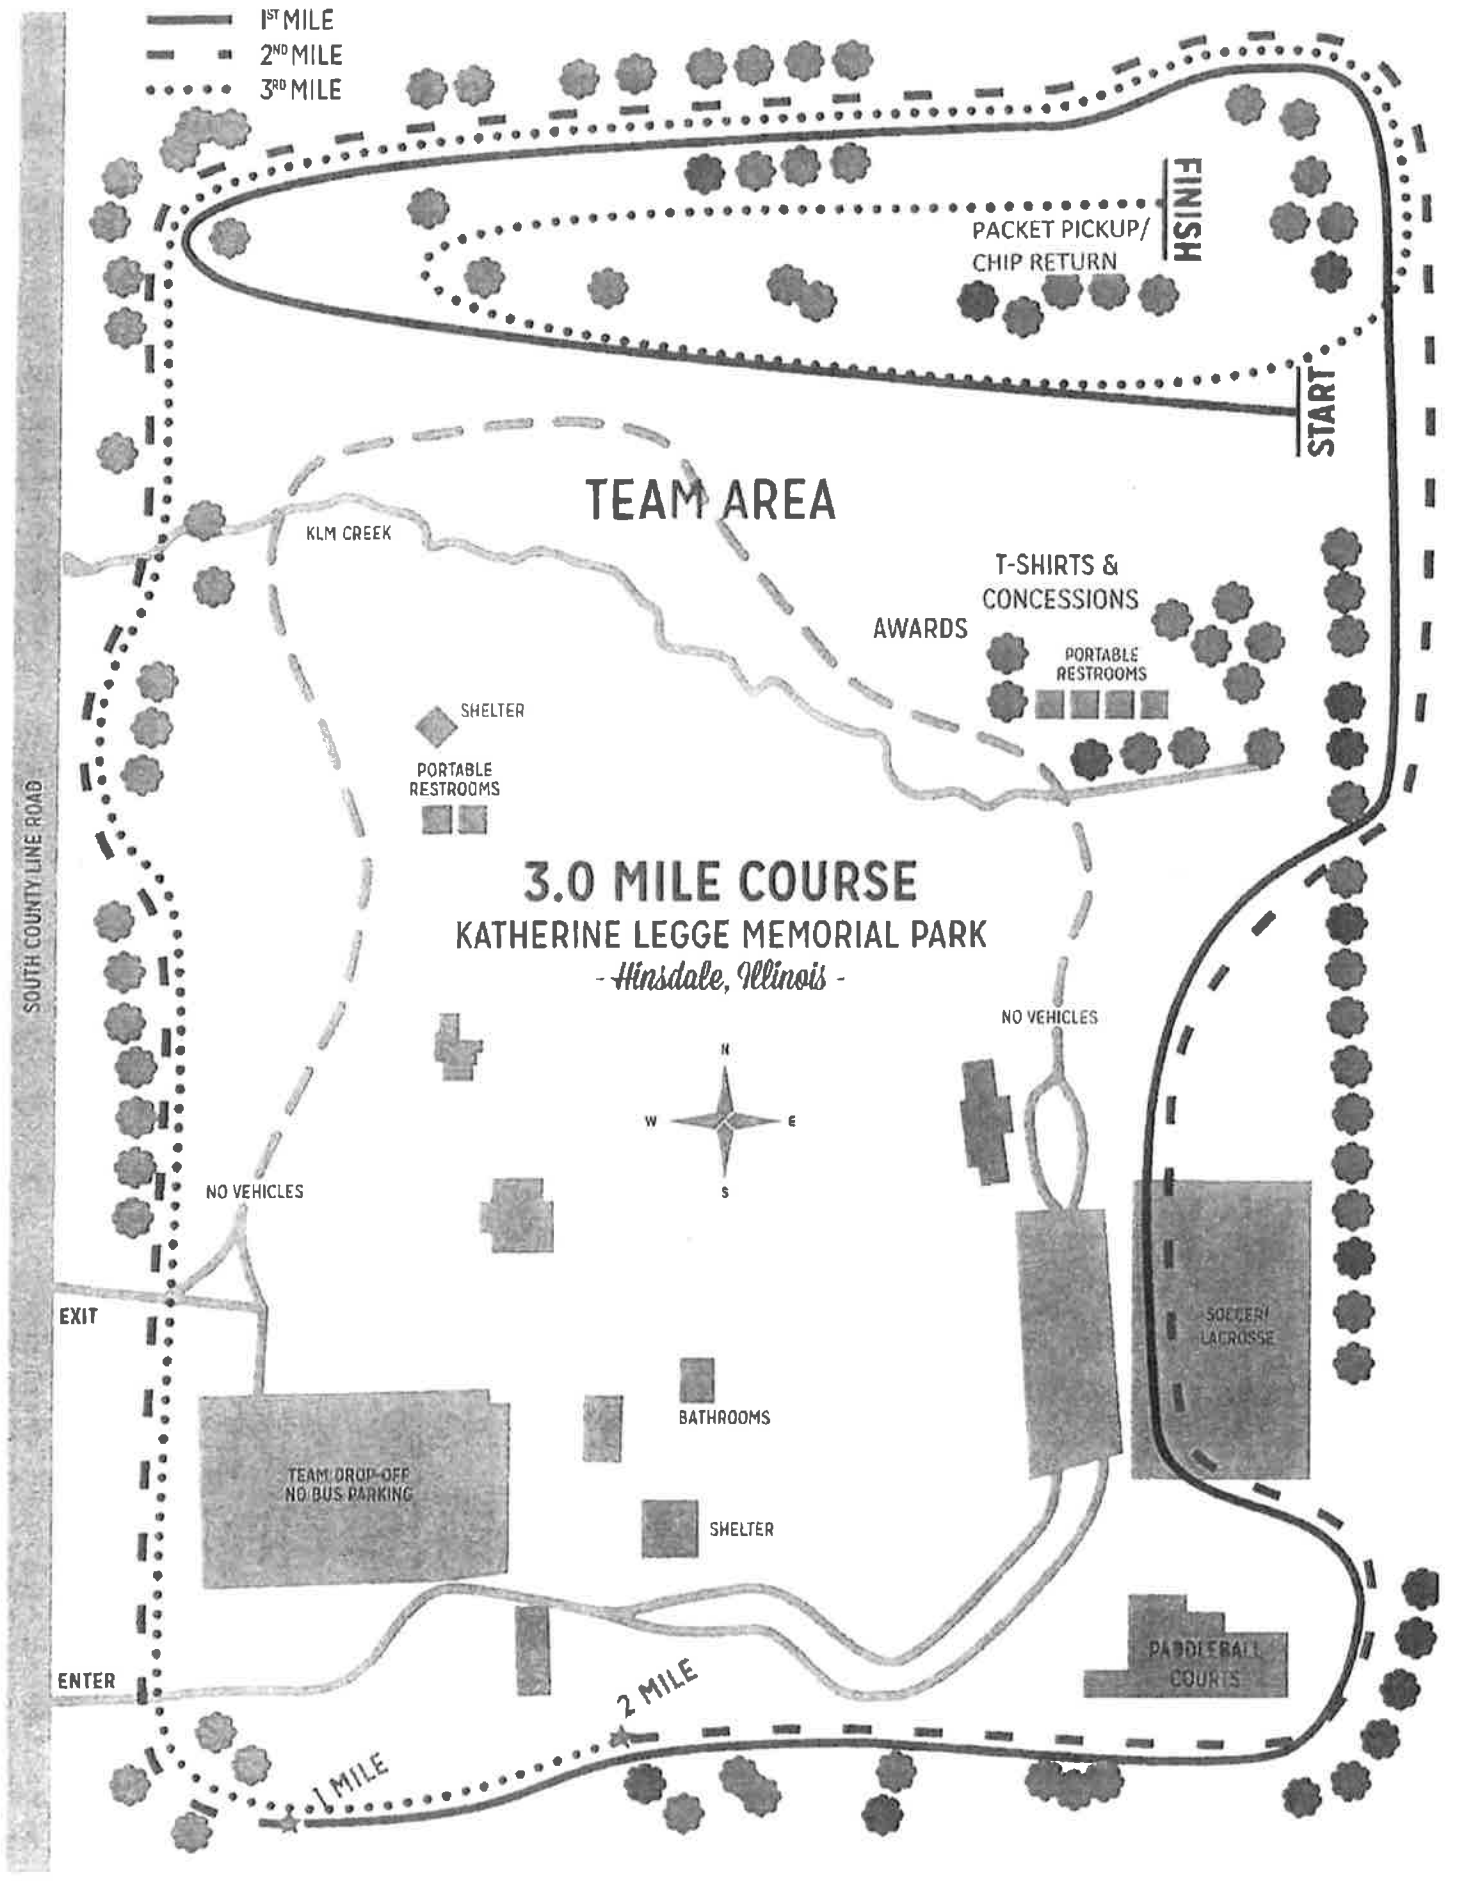 1ST MILE
2ND MILE
3RD MILE
FINISH
PACKET PICKUP/
CHIP RETURN
START
TEAM AREA
KLM CREEK
T-SHIRTS &
CONCESSIONS
AWARDS
PORTABLE
RESTROOMS
SHELTER
PORTABLE
RESTROOMS
SOUTH COUNTY LINE ROAD
3.0 MILE COURSE
KATHERINE LEGGE MEMORIAL PARK
- Hinsdale, Illinois -
NO VEHICLES
N
W E
S
NO VEHICLES
EXIT
SOCCER/
LACROSSE
BATHROOMS
TEAM DROP-OFF
NO BUS PARKING
SHELTER
PADDLEBALL
COURTS
ENTER
2 MILE
1 MILE